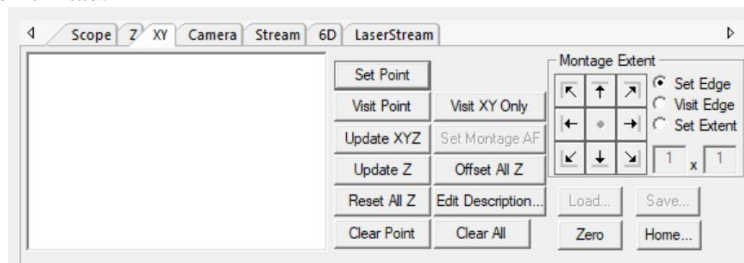 Scope Z XY Camera Stream 6D LaserStream
Set Point
Visit Point Visit XY Only
Update XYZ Set Montage AF
Update Z Offset All Z
Reset All Z Edit Description...
Clear Point Clear All
Montage Extent
Set Edge
Visit Edge
Set Extent
1 x 1
Load... Save...
Zero Home...